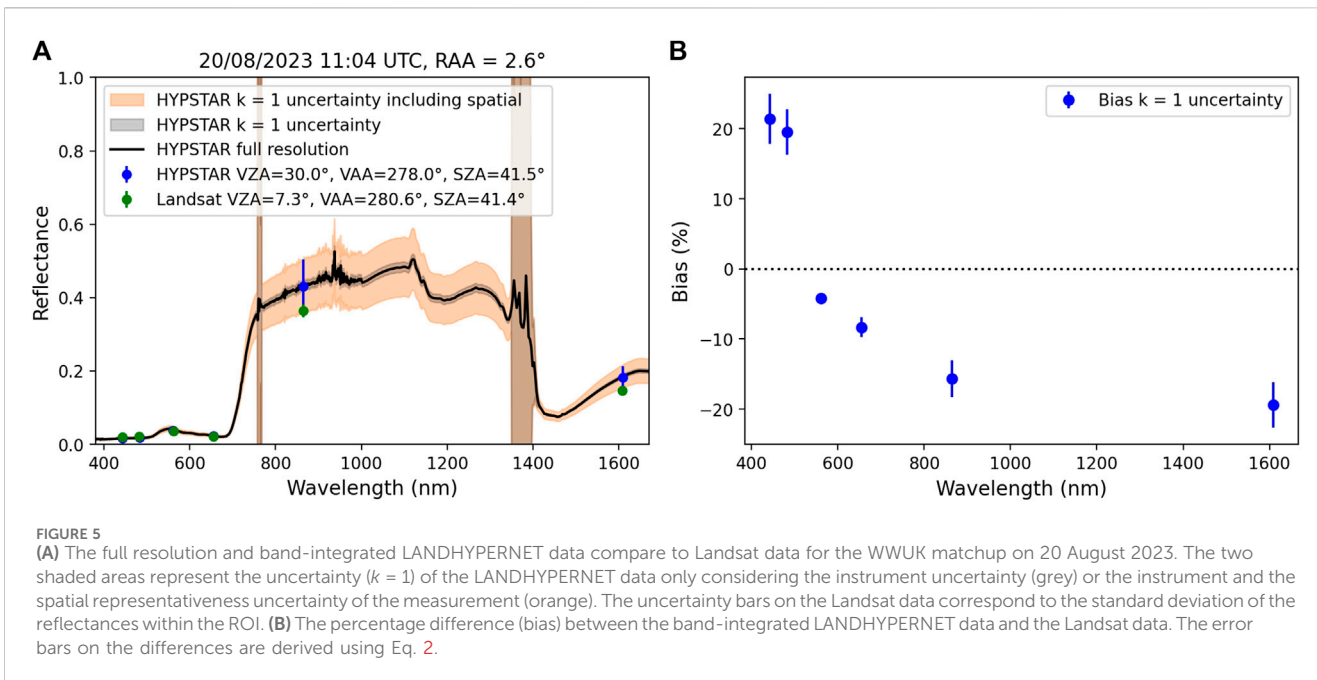 A
20/08/2023 11:04 UTC, RAA = 2.6°
1.0
0.8
0.6
0.4
0.2
0.0
Reflectance
HYPSTAR k = 1 uncertainty including spatial
HYPSTAR k = 1 uncertainty
HYPSTAR full resolution
HYPSTAR VZA=30.0°, VAA=278.0°, SZA=41.5°
Landsat VZA=7.3°, VAA=280.6°, SZA=41.4°
400 600 800 1000 1200 1400 1600
Wavelength (nm)
B
20
10
0
−10
−20
Bias (%)
Bias k = 1 uncertainty
400 600 800 1000 1200 1400 1600
Wavelength (nm)
FIGURE 5
(A) The full resolution and band-integrated LANDHYPERNET data compare to Landsat data for the WWUK matchup on 20 August 2023. The two
shaded areas represent the uncertainty (k = 1) of the LANDHYPERNET data only considering the instrument uncertainty (grey) or the instrument and the
spatial representativeness uncertainty of the measurement (orange). The uncertainty bars on the Landsat data correspond to the standard deviation of the
reflectances within the ROI. (B) The percentage difference (bias) between the band-integrated LANDHYPERNET data and the Landsat data. The error
bars on the differences are derived using Eq. 2.